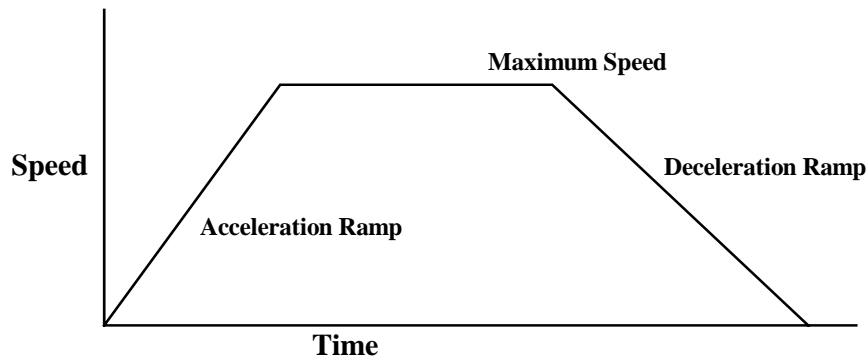 Maximum Speed
Speed
Deceleration Ramp
Acceleration Ramp
Time